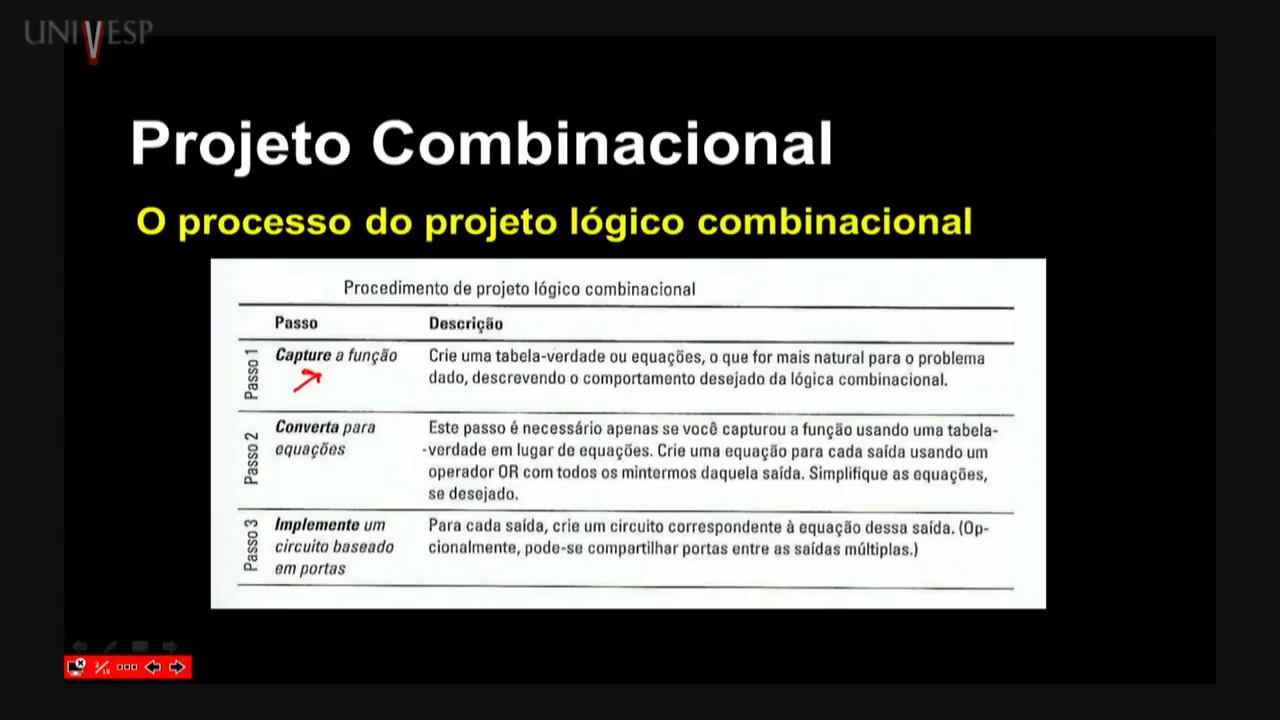 UNIVESP
Projeto Combinacional
O processo do projeto lógico combinacional
Procedimento de projeto lógico combinacional
Passo Descrição
Passo 1
Capture a função
Crie uma tabela-verdade ou equações, o que for mais natural para o problema
dado, descrevendo o comportamento desejado da lógica combinacional.
Passo 2
Converta para
equações
Este passo é necessário apenas se você capturou a função usando uma tabela-
-verdade em lugar de equações. Crie uma equação para cada saída usando um
operador OR com todos os mintermos daquela saída. Simplifique as equações,
se desejado.
Passo 3
Implemente um
circuito baseado
em portas
Para cada saída, crie um circuito correspondente à equação dessa saída. (Op-
cionalmente, pode-se compartilhar portas entre as saídas múltiplas.)